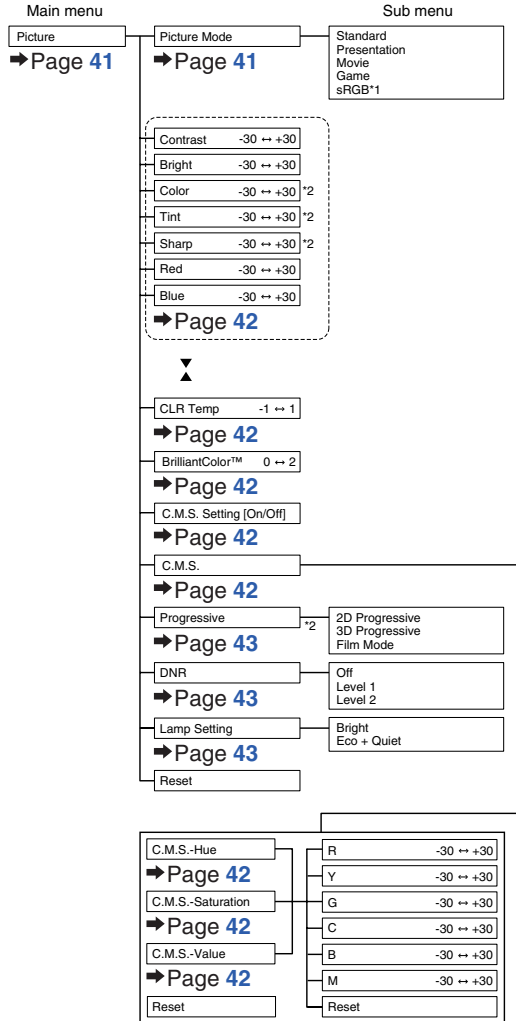 Main menu Sub menu
Picture
➔Page 41
Picture Mode
➔Page 41
Standard
Presentation
Movie
Game
sRGB*1
Contrast -30 ↔ +30
Bright -30 ↔ +30
Color -30 ↔ +30 *2
Tint -30 ↔ +30 *2
Sharp -30 ↔ +30 *2
Red -30 ↔ +30
Blue -30 ↔ +30
➔Page 42
CLR Temp -1 ↔ 1
➔Page 42
BrilliantColor™ 0 ↔ 2
➔Page 42
C.M.S. Setting [On/Off]
➔Page 42
C.M.S.
➔Page 42
Progressive *2
➔Page 43
2D Progressive
3D Progressive
Film Mode
DNR
➔Page 43
Off
Level 1
Level 2
Lamp Setting
➔Page 43
Bright
Eco + Quiet
Reset
C.M.S.-Hue
➔Page 42
C.M.S.-Saturation
➔Page 42
C.M.S.-Value
➔Page 42
Reset
R -30 ↔ +30
Y -30 ↔ +30
G -30 ↔ +30
C -30 ↔ +30
B -30 ↔ +30
M -30 ↔ +30
Reset